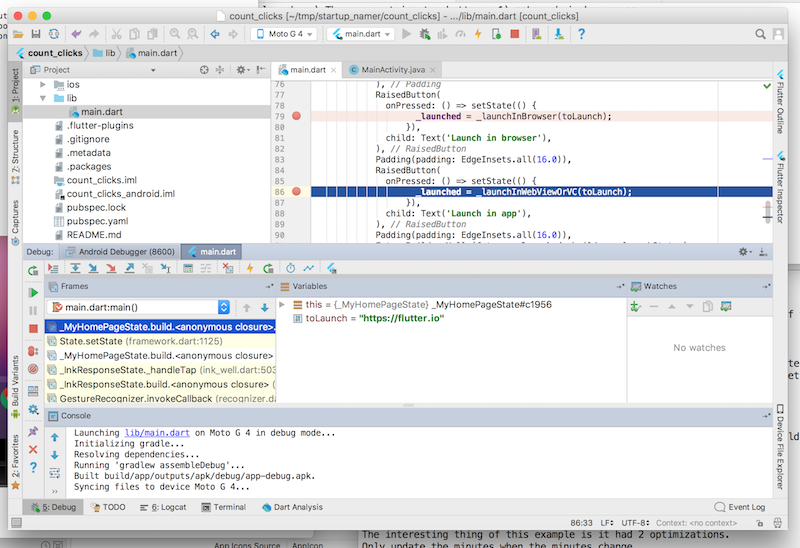 count_clicks [~/tmp/startup_namer/count_clicks] - .../lib/main.dart [count_clicks]
Moto G 4
main.dart
count_clicks
lib
main.dart
1: Project
7: Structure
Captures
Build Variants
2: Favorites
Project
ios
lib
main.dart
.flutter-plugins
.gitignore
.metadata
.packages
count_clicks.iml
count_clicks_android.iml
pubspec.lock
pubspec.yaml
README.md
main.dart
MainActivity.java
76 ), // Padding
77 RaisedButton(
78 onPressed: () => setState(() {
79 _launched = _launchInBrowser(toLaunch);
80 }),
81 child: Text('Launch in browser'),
82 ), // RaisedButton
83 Padding(padding: EdgeInsets.all(16.0)),
84 RaisedButton(
85 onPressed: () => setState(() {
86 _launched = _launchInWebViewOrVC(toLaunch);
87 }),
88 child: Text('Launch in app'),
89 ), // RaisedButton
90 Padding(padding: EdgeInsets.all(16.0)),
Flutter Outline
Flutter Inspector
Device File Explorer
Debug:
Android Debugger (8600)
main.dart
Frames
main.dart:main()
_MyHomePageState.build.<anonymous closure>
State.setState (framework.dart:1125)
_MyHomePageState.build.<anonymous closure>
_InkResponseState._handleTap (ink_well.dart:503
_InkResponseState.build.<anonymous closure> (
GestureRecognizer.invokeCallback (recognizer.d
Variables
this = {_MyHomePageState} _MyHomePageState#c1956
toLaunch = "https://flutter.io"
Watches
No watches
Console
Launching lib/main.dart on Moto G 4 in debug mode...
Initializing gradle...
Resolving dependencies...
Running 'gradlew assembleDebug'...
Built build/app/outputs/apk/debug/app-debug.apk.
Syncing files to device Moto G 4...
5: Debug
TODO
6: Logcat
Terminal
Dart Analysis
Event Log
86:33
LF
UTF-8
Context: <no context>
App Icons Source
AppIcon
The interesting thing of this example is it had 2 optimizations.
Only update the minutes when the minutes change